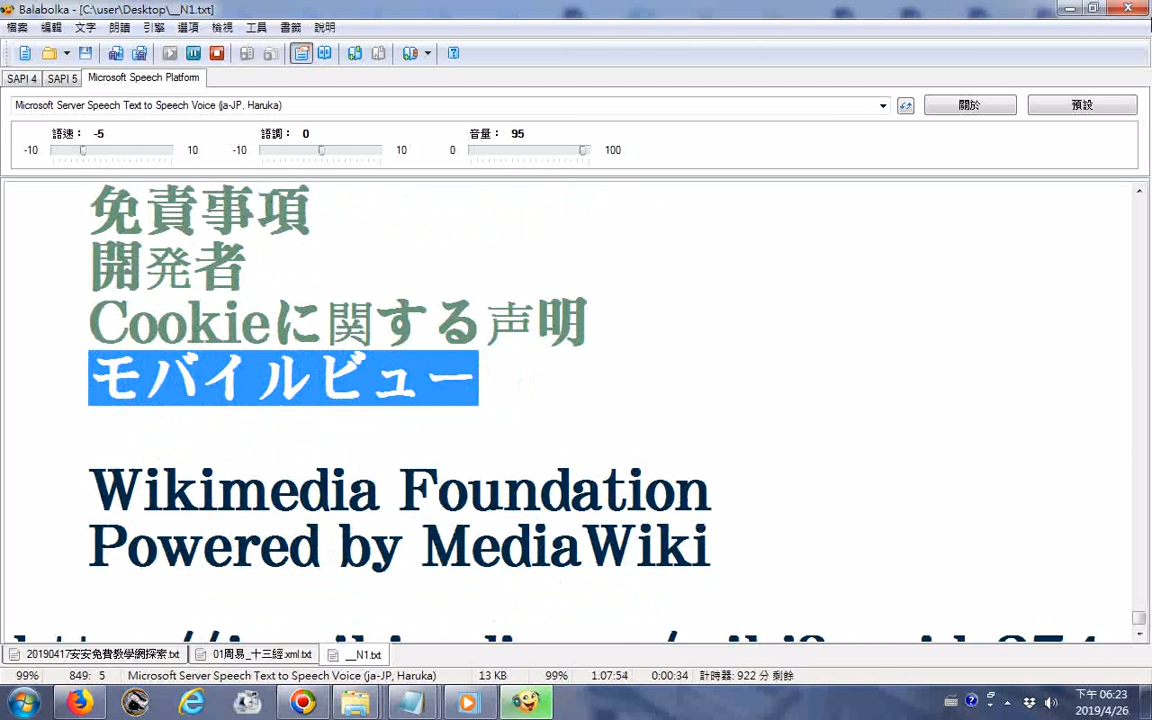 Balabolka - [C:\user\Desktop\__N1.txt]
檔案 編輯 文字 朗讀 引擎 選項 檢視 工具 書籤 說明
SAPI 4 SAPI 5 Microsoft Speech Platform
Microsoft Server Speech Text to Speech Voice (ja-JP, Haruka) 關於 預設
語速： -5 語調： 0 音量： 95
-10 10 -10 10 0 100
免責事項
開発者
Cookieに関する声明
モバイルビュー
Wikimedia Foundation
Powered by MediaWiki
20190417安安免費教學網探索.txt 01周易_十三經.xml.txt __N1.txt
99% 849: 5 Microsoft Server Speech Text to Speech Voice (ja-JP, Haruka) 13 KB 99% 1:07:54 0:00:34 計時器: 922 分 剩餘
下午 06:23
2019/4/26